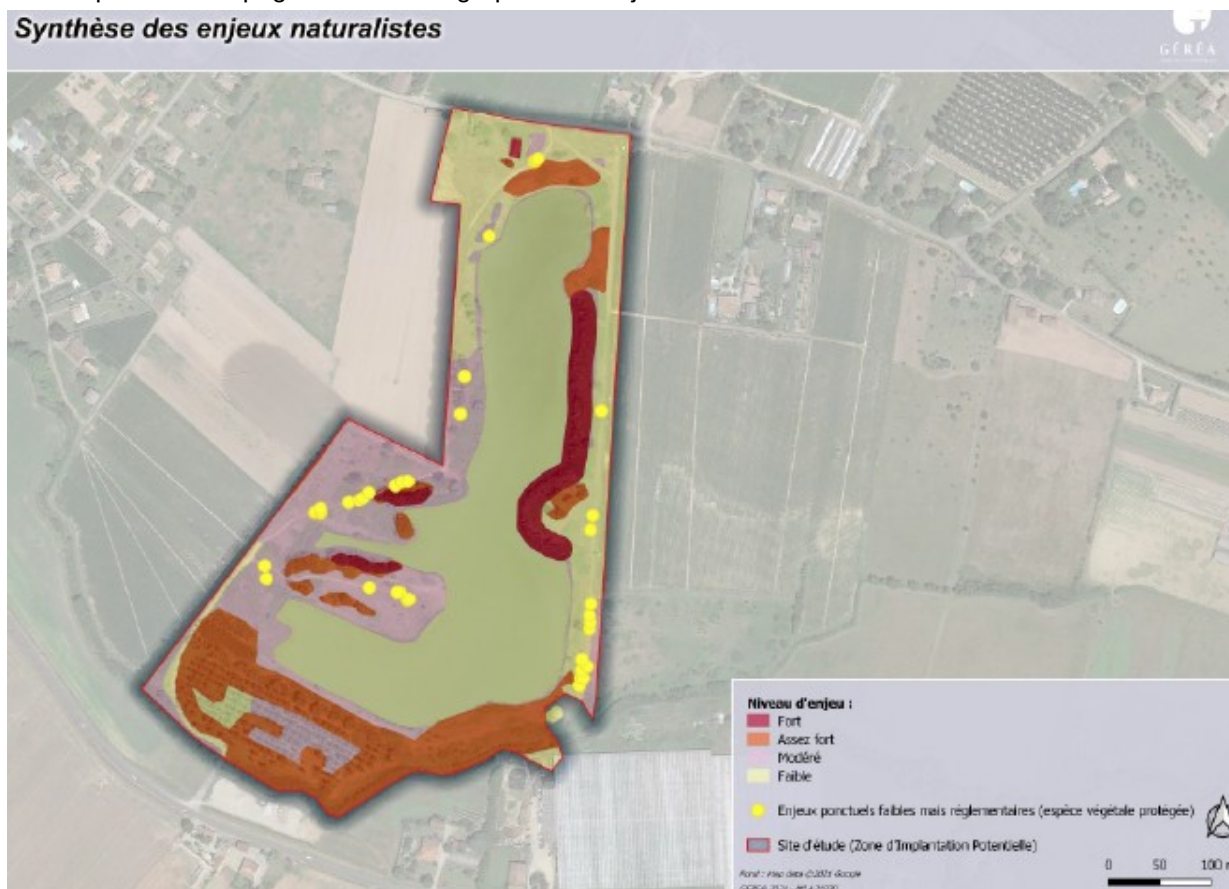 Synthèse des enjeux naturalistes
GÉRÉA
Niveau d'enjeu :
Fort
Assez fort
Modéré
Faible
Enjeux ponctuels faibles mais réglementaires (espèce végétale protégée)
Site d'étude (Zone d'Implantation Potentielle)
0 50 100 m